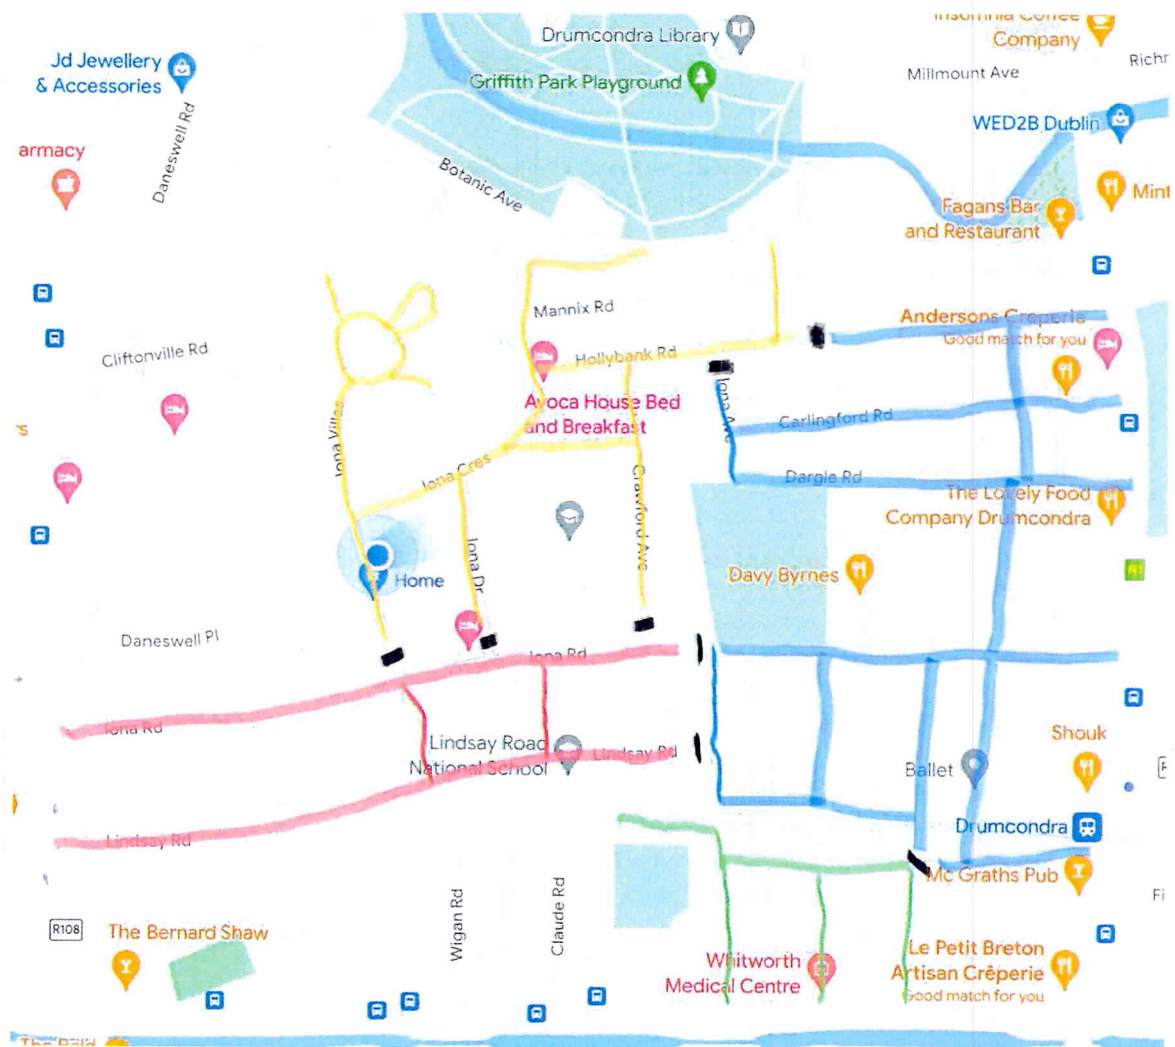 Insomnia Coffee
Company
Drumcondra Library
Jd Jewellery
& Accessories
Griffith Park Playground
Millmount Ave
Richr
Daneswell Rd
WED2B Dublin
armacy
Botanic Ave
Mint
Fagans Bar
and Restaurant
Mannix Rd
Andersons Creperie
Good match for you
Cliftonville Rd
Hollybank Rd
Iona Ave
Avoca House Bed
and Breakfast
Carlingford Rd
's
Iona Villas
Iona Cres
Crawford Ave
Dargle Rd
The Lovely Food
Company Drumcondra
Iona Dr
Davy Byrnes
Home
Daneswell Pl
Iona Rd
Iona Rd
Lindsay Road
National School
Lindsay Rd
Shouk
Ballet
Lindsay Rd
Drumcondra
Mc Graths Pub
Wigan Rd
Claude Rd
Fi
R108
The Bernard Shaw
Whitworth
Medical Centre
Le Petit Breton
Artisan Crêperie
Good match for you
The Bald